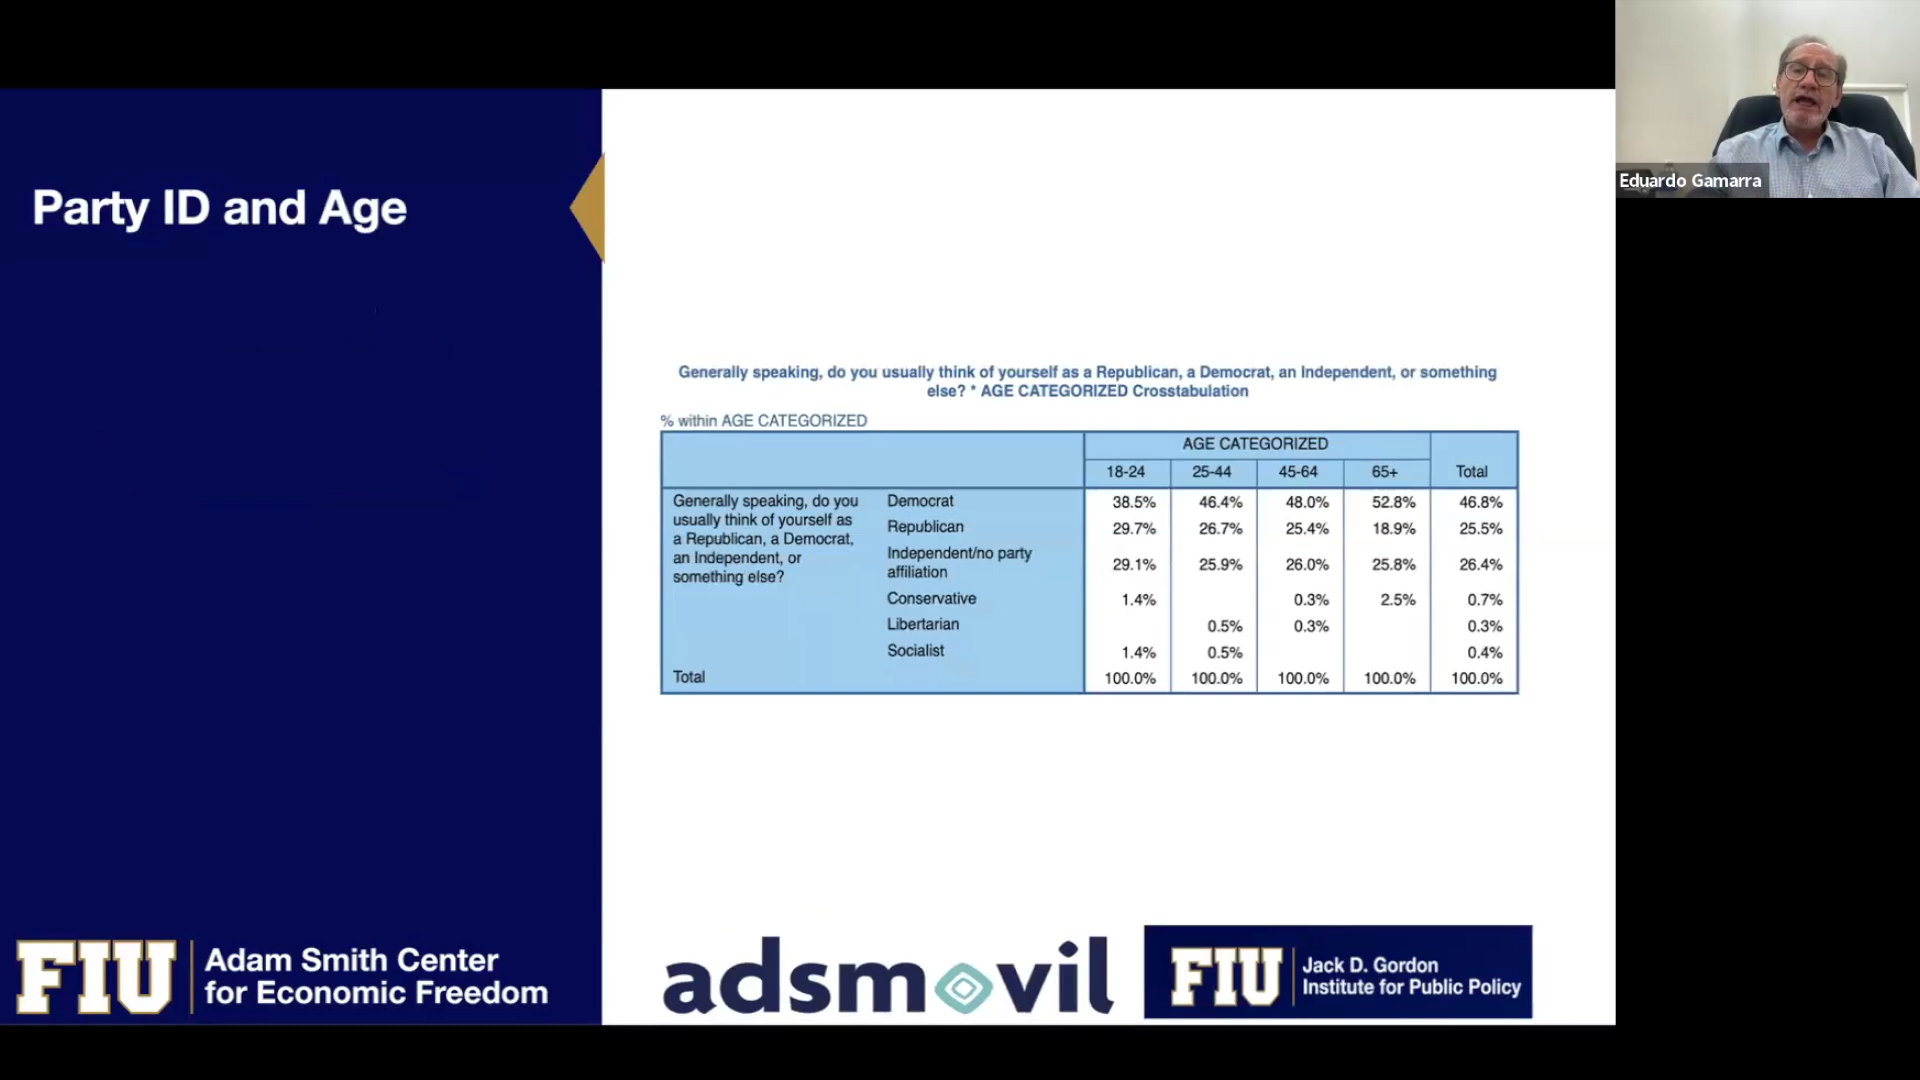 Party ID and Age
Eduardo Gamarra
Generally speaking, do you usually think of yourself as a Republican, a Democrat, an Independent, or something
else? * AGE CATEGORIZED Crosstabulation
% within AGE CATEGORIZED
AGE CATEGORIZED
18-24 25-44 45-64 65+ Total
Generally speaking, do you
usually think of yourself as
a Republican, a Democrat,
an Independent, or
something else?
Democrat 38.5% 46.4% 48.0% 52.8% 46.8%
Republican 29.7% 26.7% 25.4% 18.9% 25.5%
Independent/no party
affiliation 29.1% 25.9% 26.0% 25.8% 26.4%
Conservative 1.4% 0.3% 2.5% 0.7%
Libertarian 0.5% 0.3% 0.3%
Socialist 1.4% 0.5% 0.4%
Total 100.0% 100.0% 100.0% 100.0% 100.0%
FIU
Adam Smith Center
for Economic Freedom
adsmovil
FIU
Jack D. Gordon
Institute for Public Policy